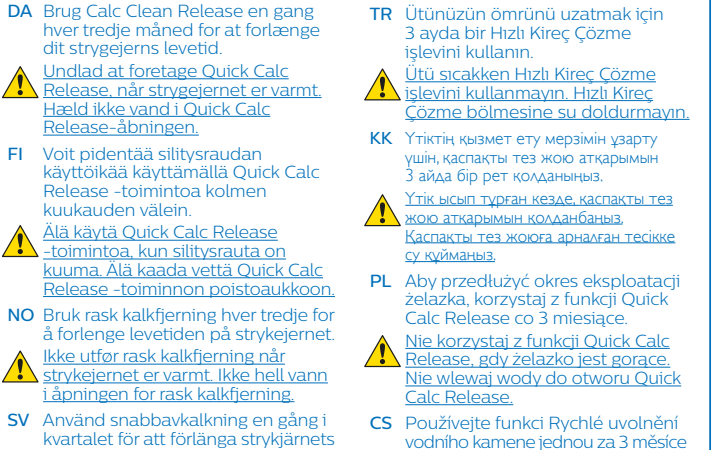 DA Brug Calc Clean Release en gang
hver tredje måned for at forlænge
dit strygejerns levetid.
Undlad at foretage Quick Calc
Release, når strygejernet er varmt.
Hæld ikke vand i Quick Calc
Release-åbningen.
FI Voit pidentää silitysraudan
käyttöikää käyttämällä Quick Calc
Release -toimintoa kolmen
kuukauden välein.
Älä käytä Quick Calc Release
-toimintoa, kun silitysrauta on
kuuma. Älä kaada vettä Quick Calc
Release -toiminnon poistoaukkoon.
NO Bruk rask kalkfjerning hver tredje for
å forlenge levetiden på strykejernet.
Ikke utfør rask kalkfjerning når
strykejernet er varmt. Ikke hell vann
i åpningen for rask kalkfjerning.
SV Använd snabbavkalkning en gång i
kvartalet för att förlänga strykjärnets
TR Ütünüzün ömrünü uzatmak için
3 ayda bir Hızlı Kireç Çözme
işlevini kullanın.
Ütü sıcakken Hızlı Kireç Çözme
işlevini kullanmayın. Hızlı Kireç
Çözme bölmesine su doldurmayın.
KK Үтіктің қызмет ету мерзімін ұзарту
үшін, қаспақты тез жою атқарымын
3 айда бір рет қолданыңыз.
Үтік ысып тұрған кезде, қаспақты тез
жою атқарымын қолданбаңыз.
Қаспақты тез жоюға арналған тесікке
су құймаңыз.
PL Aby przedłużyć okres eksploatacji
żelazka, korzystaj z funkcji Quick
Calc Release co 3 miesiące.
Nie korzystaj z funkcji Quick Calc
Release, gdy żelazko jest gorące.
Nie wlewaj wody do otworu Quick
Calc Release.
CS Používejte funkci Rychlé uvolnění
vodního kamene jednou za 3 měsíce